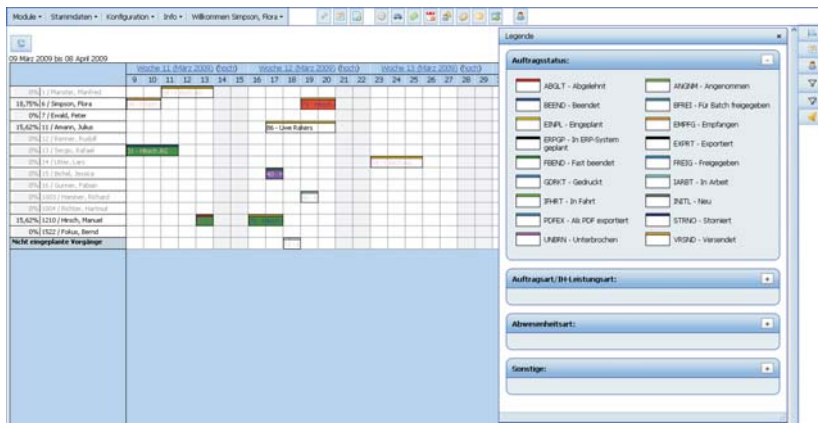 Module • Stammdaten • Konfiguration • Info • Willkommen Simpson, Flora •
Legende
09 März 2009 bis 08 April 2009
Woche 11 (März 2009) (hoch) Woche 12 (März 2009) (hoch) Woche 13 (März 2009) (hoch)
9 10 11 12 13 14 15 16 17 18 19 20 21 22 23 24 25 26 27 28 29
0% 1 / Manfred
18,75% 6 / Simpson, Flora
0% 7 / Ewald, Peter
15,62% 11 / Amann, Julius
86 - Uwe Rakers
0% 12 / Rudolf
0% 13 / Sergio, Rafael
0% 14 / Lars
0% 15 / Bichel, Jessica
0% 16 / Fabian
0% 1003 / Richard
0% 1004 / Hartmut
15,62% 1210 / Hirsch, Manuel
0% 1522 / Fokus, Bernd
Nicht eingeplante Vorgänge
Auftragsstatus:
ABGLT - Abgelehnt
ANGNM - Angenommen
BEEND - Beendet
BFREI - Für Batch freigegeben
EINPL - Eingeplant
EMPFG - Empfangen
ERPGP - In ERP-System geplant
EXPRT - Exportiert
FBEND - Fast beendet
FREIG - Freigegeben
GDRKT - Gedruckt
IARBT - In Arbeit
IFHRT - In Fahrt
INITL - Neu
PDFEX - Als PDF exportiert
STRNO - Storniert
UNBRN - Unterbrochen
VRSND - Versendet
Auftragsart/IH-Leistungsart:
Abwesenheitsart:
Sonstige: